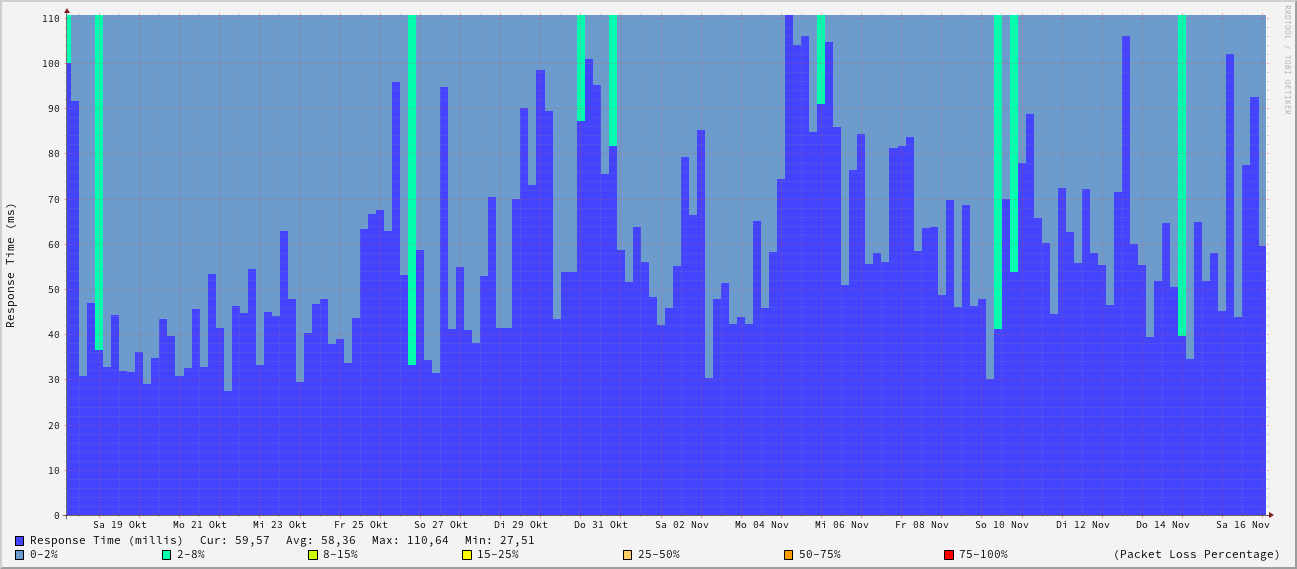 RRDTOOL / TOBI OETIKER
Response Time (ms)
110
100
90
80
70
60
50
40
30
20
10
0
Sa 19 Okt Mo 21 Okt Mi 23 Okt Fr 25 Okt So 27 Okt Di 29 Okt Do 31 Okt Sa 02 Nov Mo 04 Nov Mi 06 Nov Fr 08 Nov So 10 Nov Di 12 Nov Do 14 Nov Sa 16 Nov
Response Time (millis) Cur: 59,57 Avg: 58,36 Max: 110,64 Min: 27,51
0-2% 2-8% 8-15% 15-25% 25-50% 50-75% 75-100% (Packet Loss Percentage)